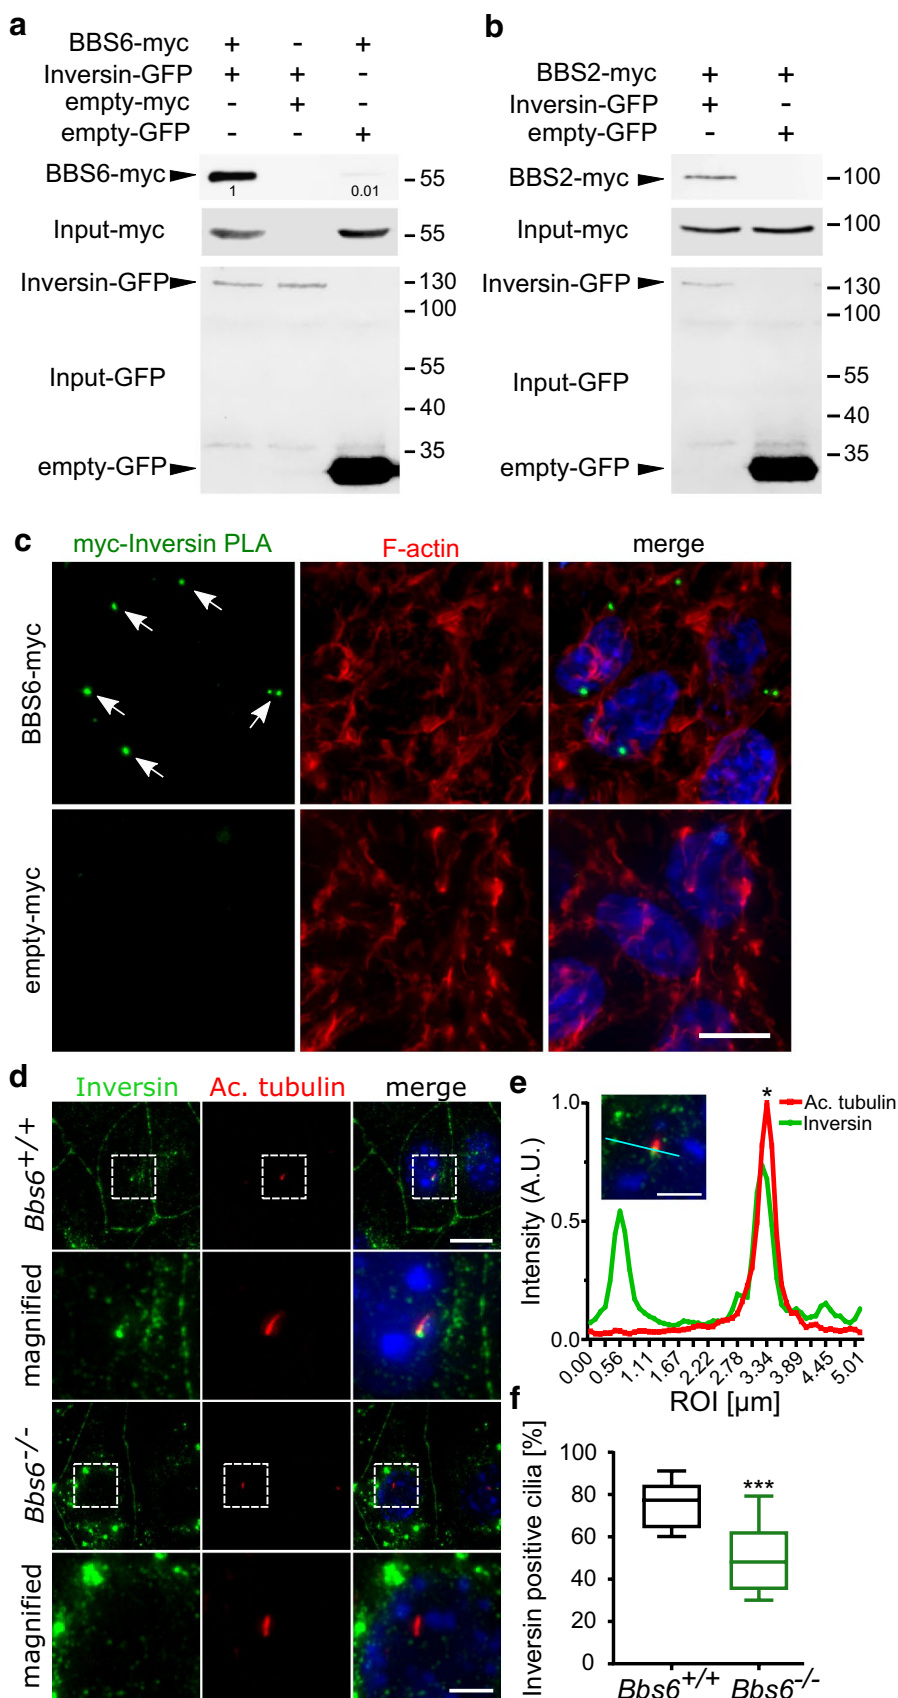 a
BBS6-myc + - +
Inversin-GFP + + -
empty-myc - + -
empty-GFP - - +
BBS6-myc
1
0.01
- 55
Input-myc
- 55
Inversin-GFP
- 130
- 100
Input-GFP
- 55
- 40
- 35
empty-GFP
b
BBS2-myc + +
Inversin-GFP + -
empty-GFP - +
BBS2-myc
- 100
Input-myc
- 100
Inversin-GFP
- 130
- 100
Input-GFP
- 55
- 40
- 35
empty-GFP
c
myc-Inversin PLA
F-actin
merge
BBS6-myc
empty-myc
d
Inversin
Ac. tubulin
merge
Bbs6+/+
magnified
Bbs6-/-
magnified
e
*
Ac. tubulin
Inversin
Intensity (A.U.)
1.0
0.5
0.0
0.00 0.56 1.11 1.67 2.22 2.78 3.34 3.89 4.45 5.01
ROI [µm]
f
Inversin positive cilia [%]
100
80
60
40
20
0
***
Bbs6+/+ Bbs6-/-